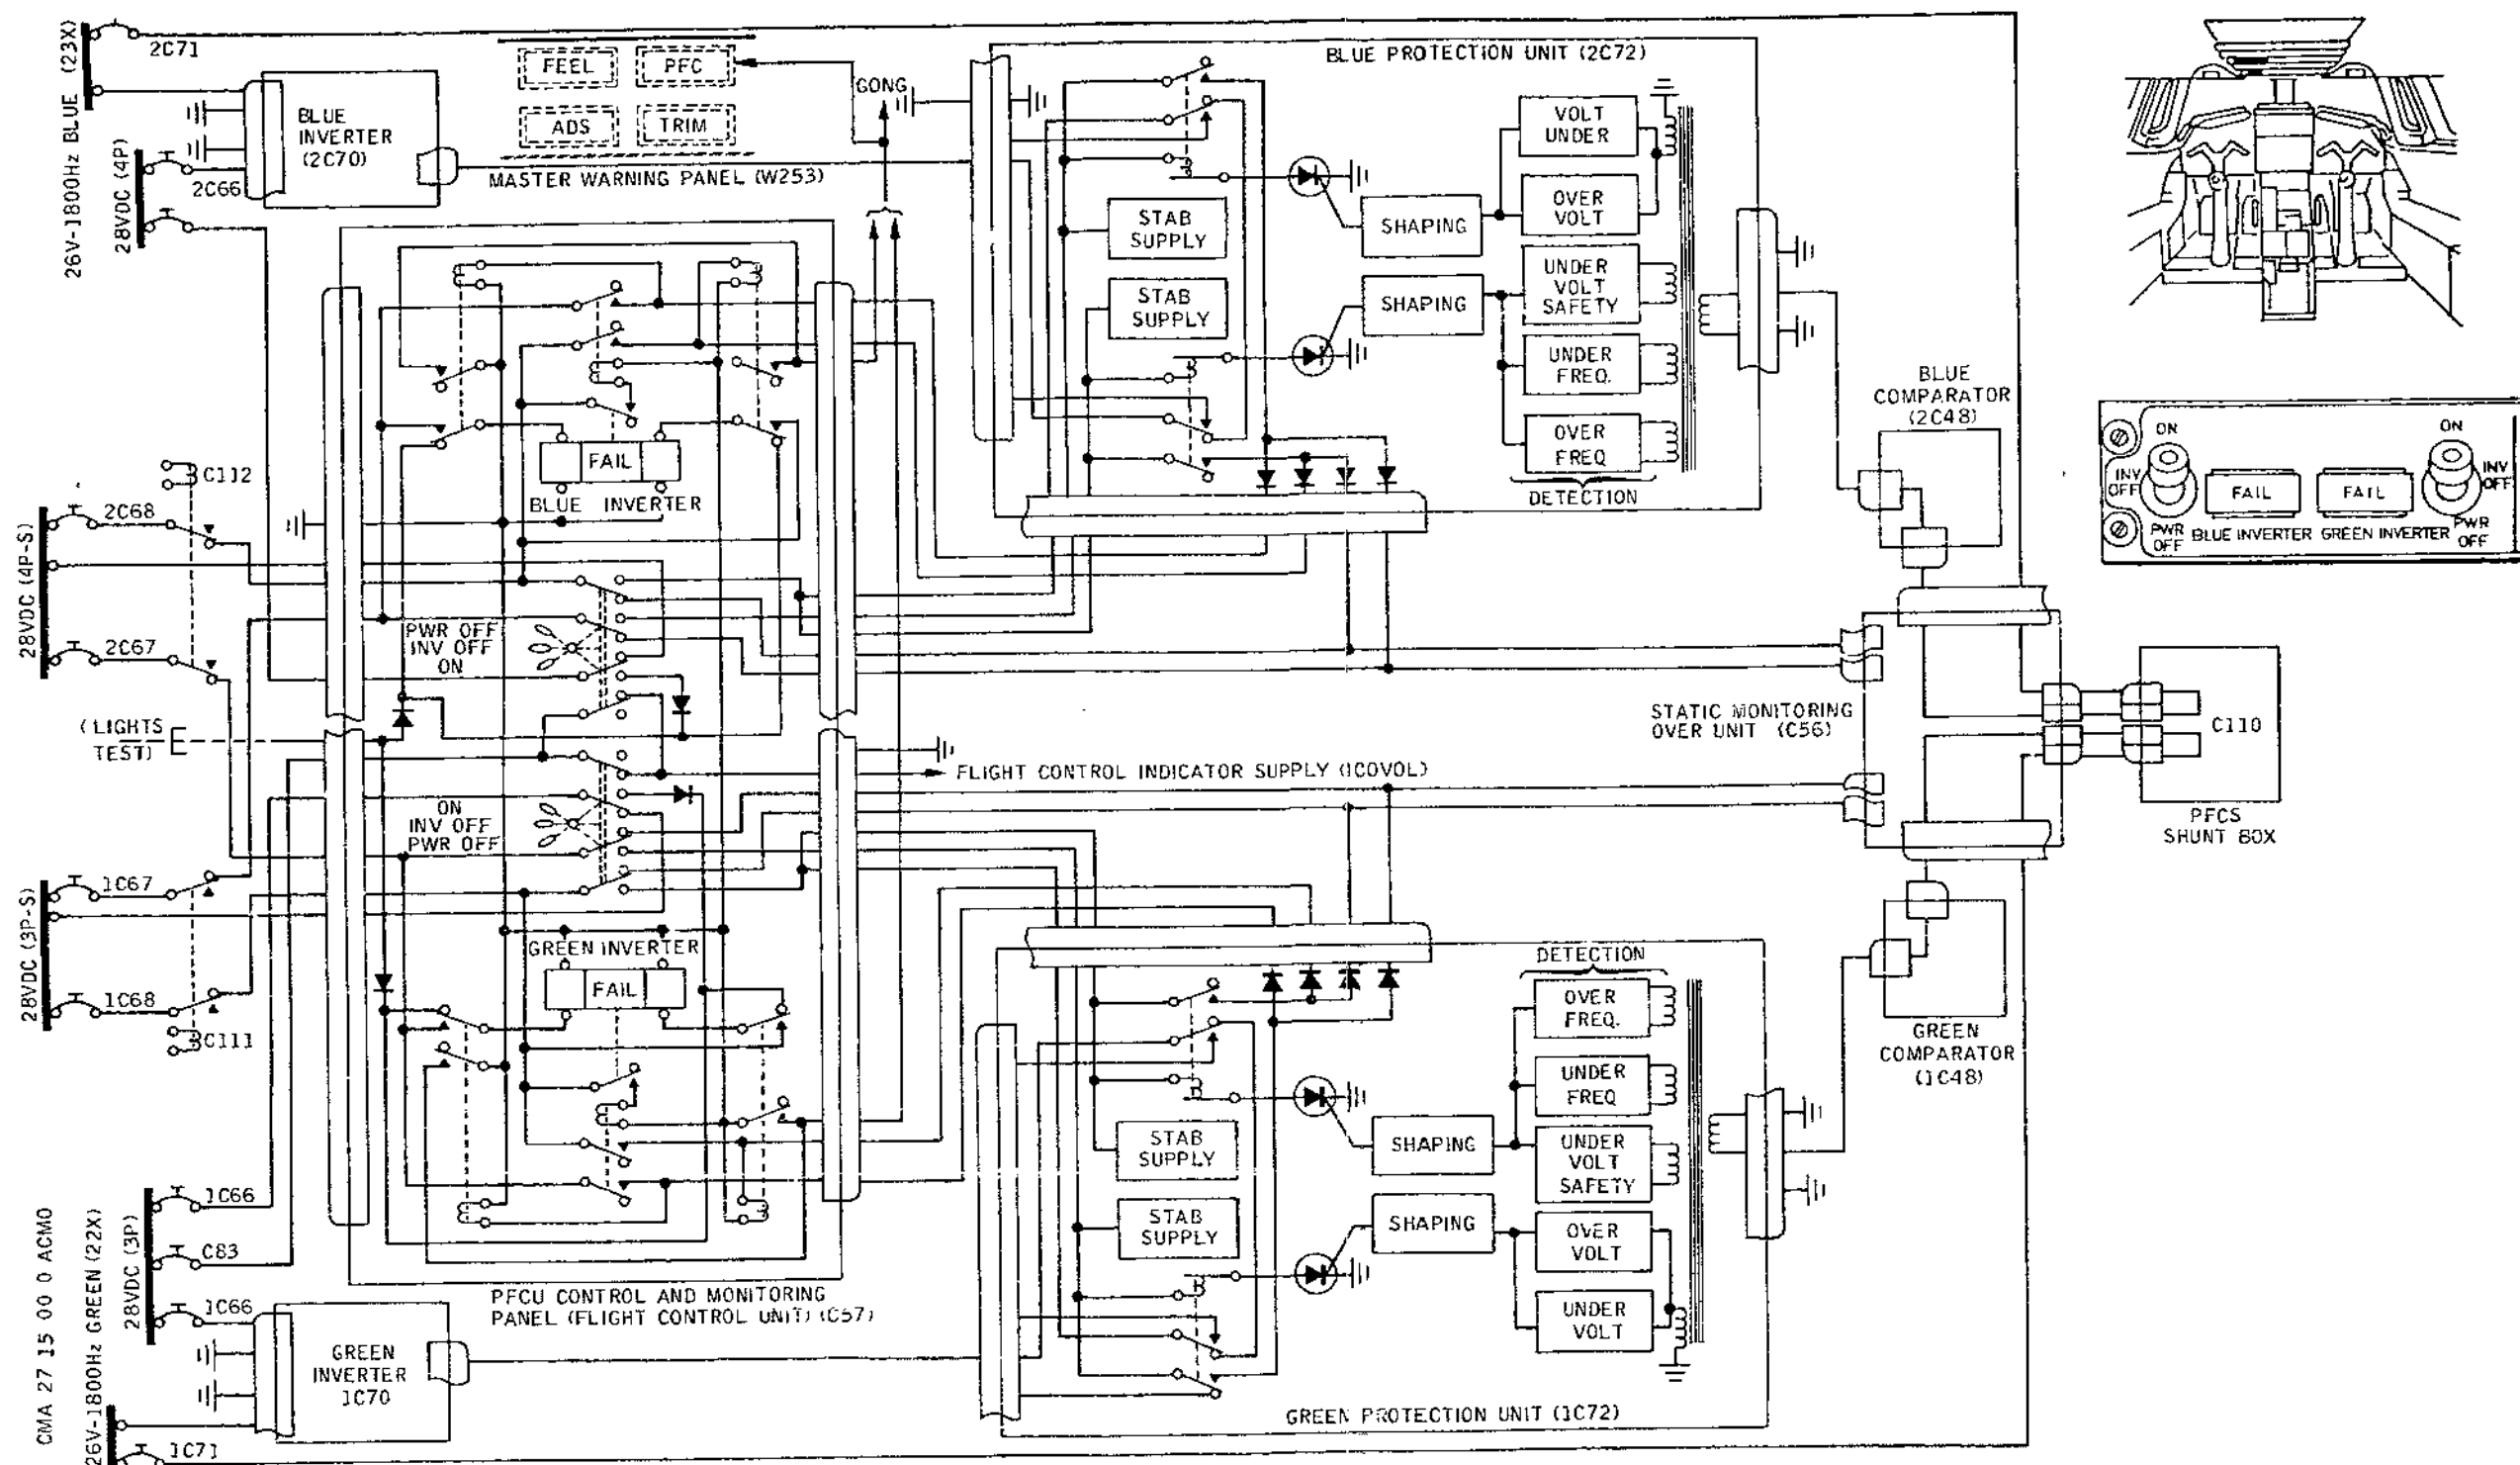 26V-1800Hz BLUE (23X)
2C71
28VDC (4P)
2C66
BLUE
INVERTER
(2C70)
FEEL
PFC
ADS
TRIM
MASTER WARNING PANEL (W253)
GONG
BLUE PROTECTION UNIT (2C72)
VOLT
UNDER
OVER
VOLT
UNDER
VOLT
SAFETY
UNDER
FREQ.
OVER
FREQ
DETECTION
SHAPING
SHAPING
STAB
SUPPLY
STAB
SUPPLY
BLUE
COMPARATOR
(2C48)
ON
INV
OFF
PWR
OFF
FAIL
BLUE INVERTER
FAIL
GREEN INVERTER
ON
INV
OFF
PWR
OFF
C112
2C68
28VDC (4P-S)
2C67
FAIL
BLUE INVERTER
PWR OFF
INV OFF
ON
(LIGHTS
TEST)
STATIC MONITORING
OVER UNIT (C56)
C110
PFCS
SHUNT BOX
FLIGHT CONTROL INDICATOR SUPPLY (1COVOL)
ON
INV OFF
PWR OFF
1C67
28VDC (3P-S)
1C68
C111
GREEN INVERTER
FAIL
DETECTION
OVER
FREQ.
UNDER
FREQ
UNDER
VOLT
SAFETY
OVER
VOLT
UNDER
VOLT
SHAPING
SHAPING
STAB
SUPPLY
STAB
SUPPLY
GREEN
COMPARATOR
(1C48)
1C66
C83
28VDC (3P)
1C66
PFCU CONTROL AND MONITORING
PANEL (FLIGHT CONTROL UNIT) (C57)
GREEN
INVERTER
1C70
GREEN PROTECTION UNIT (1C72)
26V-1800Hz GREEN (22X)
1C71
CMA 27 15 00 0 ACMO